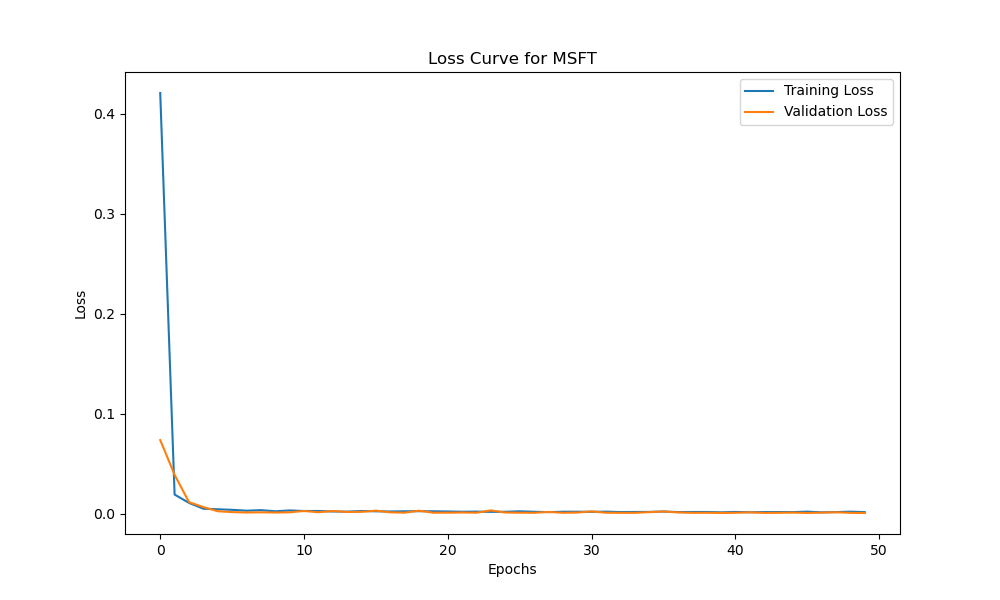 Loss Curve for MSFT
Training Loss
Validation Loss
0.4
0.3
0.2
0.1
0.0
Loss
0 10 20 30 40 50
Epochs